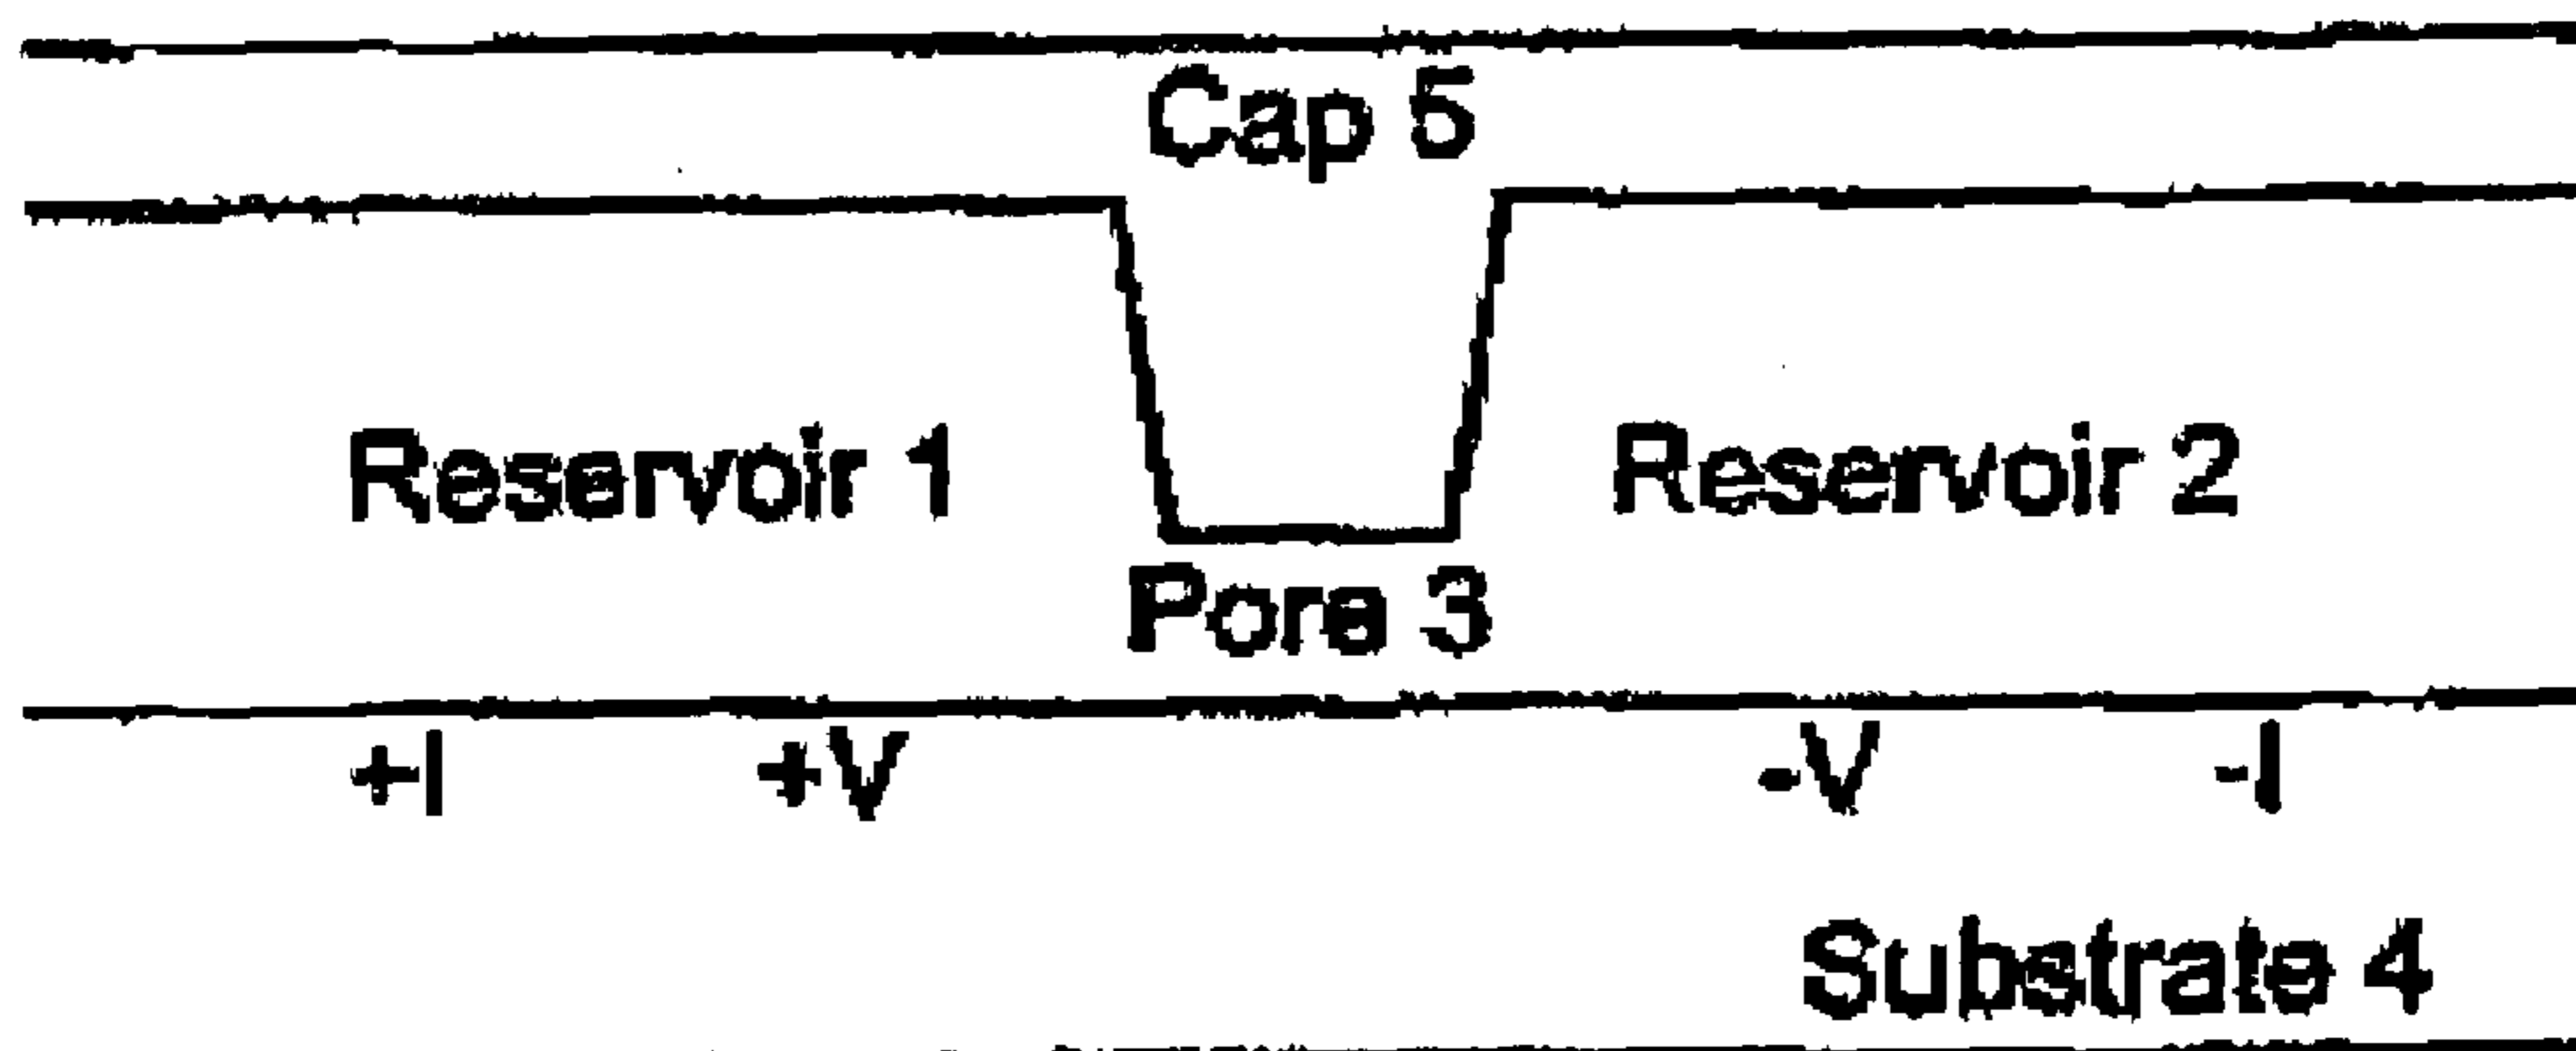 Cap 5
Reservoir 1
Reservoir 2
Pore 3
+I
+V
-V
-I
Substrate 4